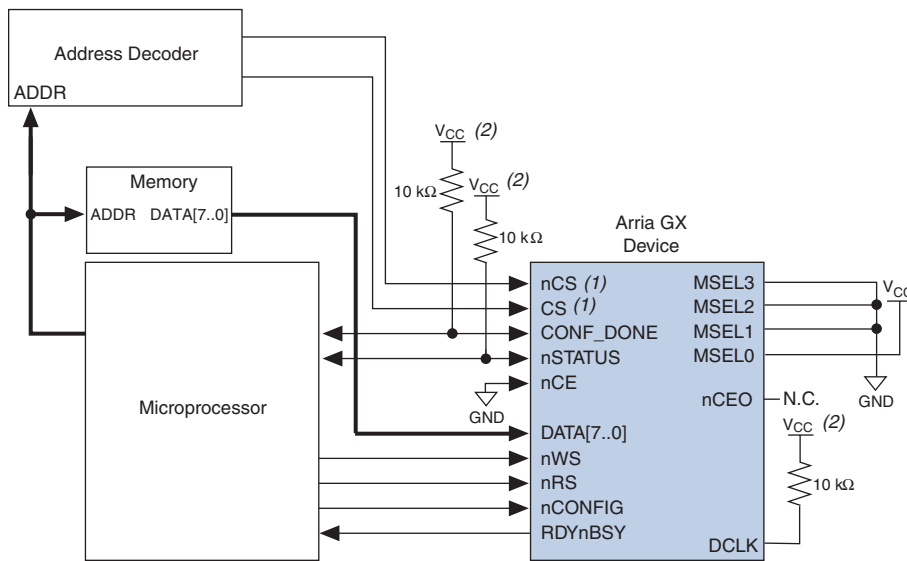 Address Decoder
ADDR
VCC (2)
VCC (2)
10 kΩ
10 kΩ
Memory
ADDR DATA[7..0]
Arria GX
Device
nCS (1)
CS (1)
CONF_DONE
nSTATUS
nCE
GND
DATA[7..0]
nWS
nRS
nCONFIG
RDYnBSY
MSEL3
MSEL2
MSEL1
MSEL0
VCC
GND
nCEO
N.C.
VCC (2)
10 kΩ
DCLK
Microprocessor